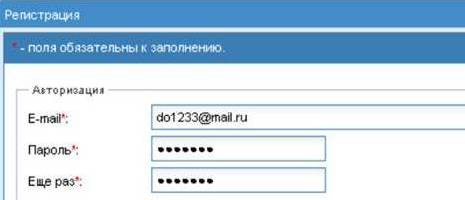 Регистрация
* - поля обязательны к заполнению.
Авторизация
E-mail*: do1233@mail.ru
Пароль*: •••••••
Еще раз*: •••••••